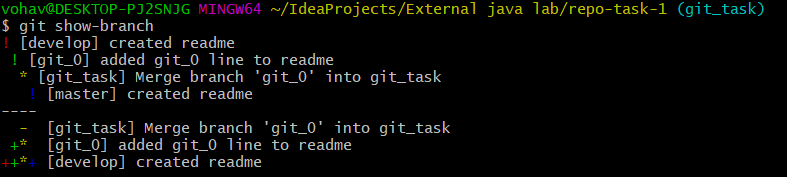 vohav@DESKTOP-PJ2SNJG MINGW64 ~/IdeaProjects/External java lab/repo-task-1 (git_task)
$ git show-branch
! [develop] created readme
 ! [git_0] added git_0 line to readme
  * [git_task] Merge branch 'git_0' into git_task
   ! [master] created readme
----
  -  [git_task] Merge branch 'git_0' into git_task
 +*  [git_0] added git_0 line to readme
++*+ [develop] created readme